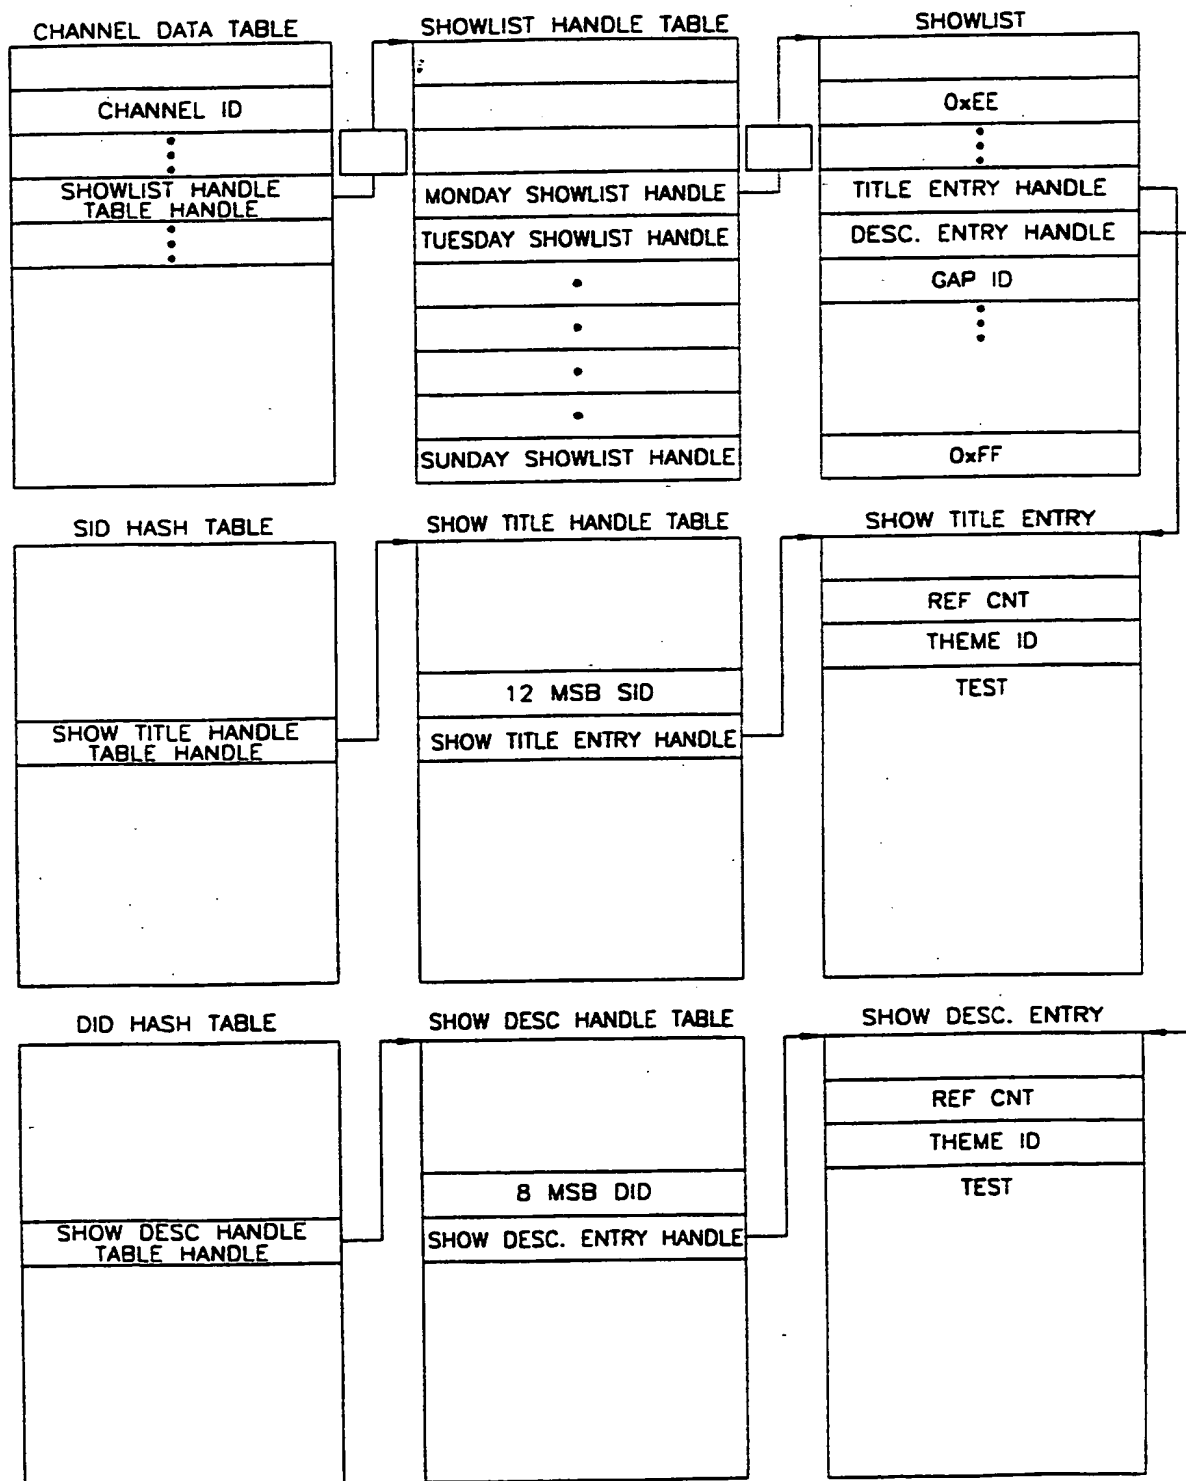 CHANNEL DATA TABLE
CHANNEL ID
SHOWLIST HANDLE
TABLE HANDLE
SHOWLIST HANDLE TABLE
MONDAY SHOWLIST HANDLE
TUESDAY SHOWLIST HANDLE
SUNDAY SHOWLIST HANDLE
SHOWLIST
0xEE
TITLE ENTRY HANDLE
DESC. ENTRY HANDLE
GAP ID
0xFF
SID HASH TABLE
SHOW TITLE HANDLE
TABLE HANDLE
SHOW TITLE HANDLE TABLE
12 MSB SID
SHOW TITLE ENTRY HANDLE
SHOW TITLE ENTRY
REF CNT
THEME ID
TEST
DID HASH TABLE
SHOW DESC HANDLE
TABLE HANDLE
SHOW DESC HANDLE TABLE
8 MSB DID
SHOW DESC. ENTRY HANDLE
SHOW DESC. ENTRY
REF CNT
THEME ID
TEST